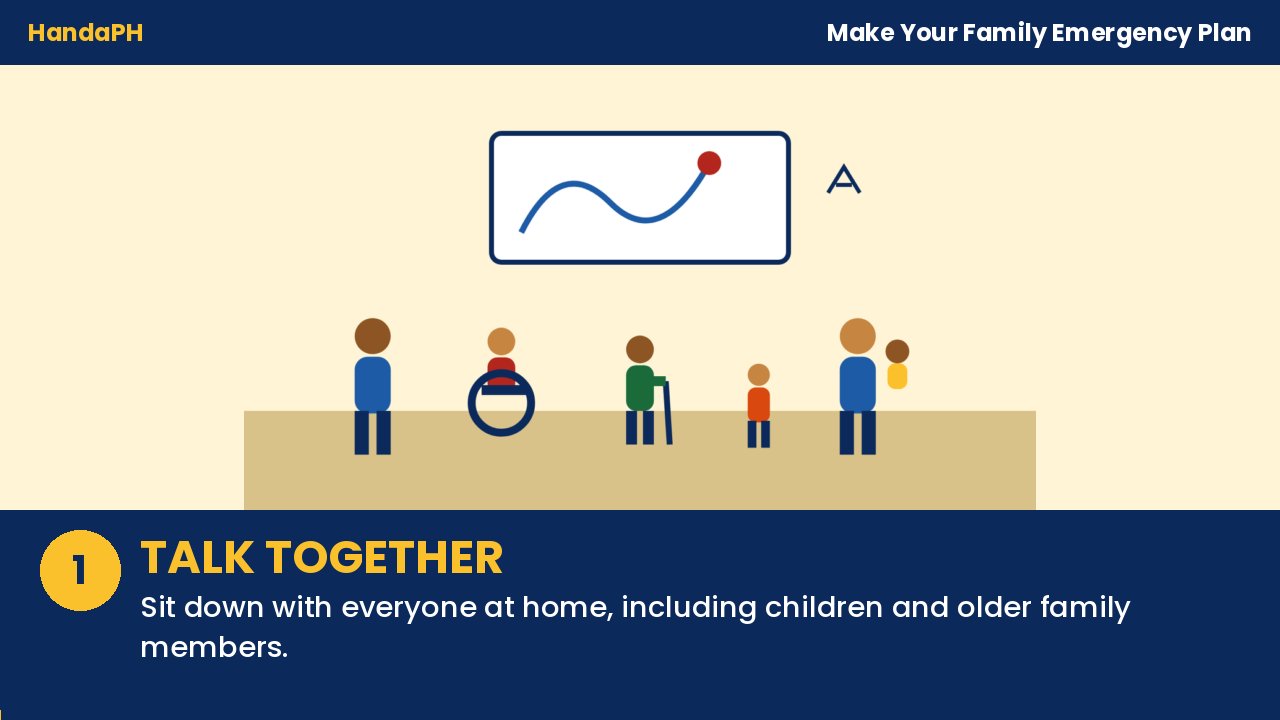 HandaPH
Make Your Family Emergency Plan
1
TALK TOGETHER
Sit down with everyone at home, including children and older family
members.